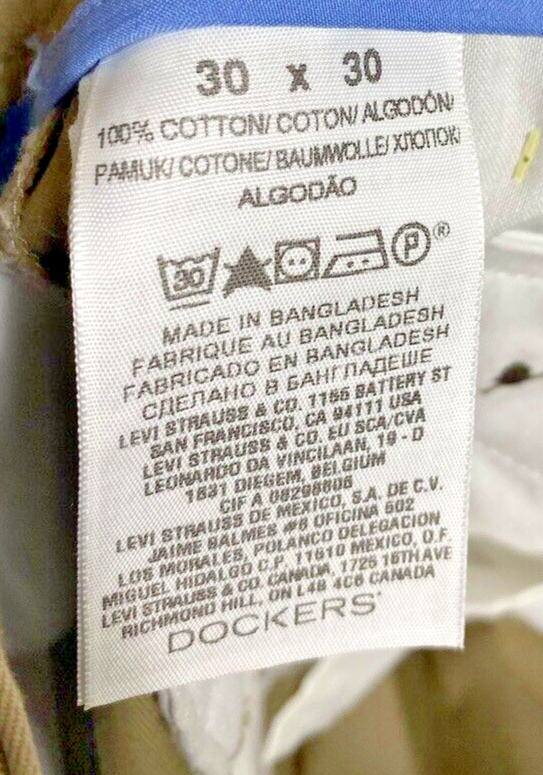 30 x 30
100% COTTON/ COTON/ ALGODÓN/
PAMUK/ COTONE/ BAUMWOLLE/ ХЛОПОК/
ALGODÃO
30 P ®
MADE IN BANGLADESH
FABRIQUE AU BANGLADESH
FABRICADO EN BANGLADESH
СДЕЛАНО В БАНГЛАДЕШЕ
LEVI STRAUSS & CO. 1155 BATTERY ST
SAN FRANCISCO, CA 94111 USA
LEVI STRAUSS & CO. EU SCA/CVA
LEONARDO DA VINCILAAN, 19 - D
1831 DIEGEM, BELGIUM
CIF A
LEVI STRAUSS DE MEXICO, S.A. DE C.V.
JAIME BALMES #8 OFICINA 602
LOS MORALES, POLANCO DELEGACION
MIGUEL HIDALGO C.P. 11510 MEXICO, D.F.
LEVI STRAUSS & CO. CANADA, 1725 16TH AVE
RICHMOND HILL, ON L4B 4C6 CANADA
DOCKERS